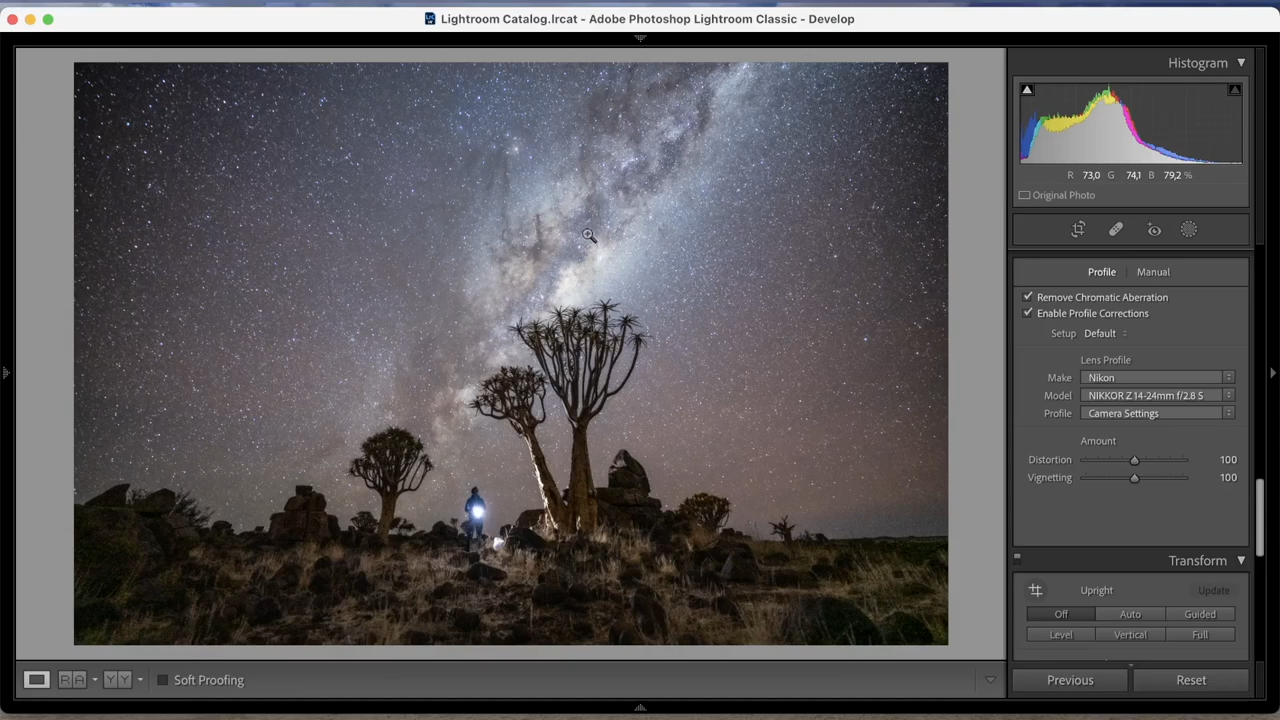 Lightroom Catalog.lrcat - Adobe Photoshop Lightroom Classic - Develop
Histogram
R 73,0 G 74,1 B 79,2 %
Original Photo
Profile Manual
Remove Chromatic Aberration
Enable Profile Corrections
Setup Default
Lens Profile
Make Nikon
Model NIKKOR Z 14-24mm f/2.8 S
Profile Camera Settings
Amount
Distortion 100
Vignetting 100
Transform
Upright Update
Off Auto Guided
Level Vertical Full
R A Y Y Soft Proofing Previous Reset